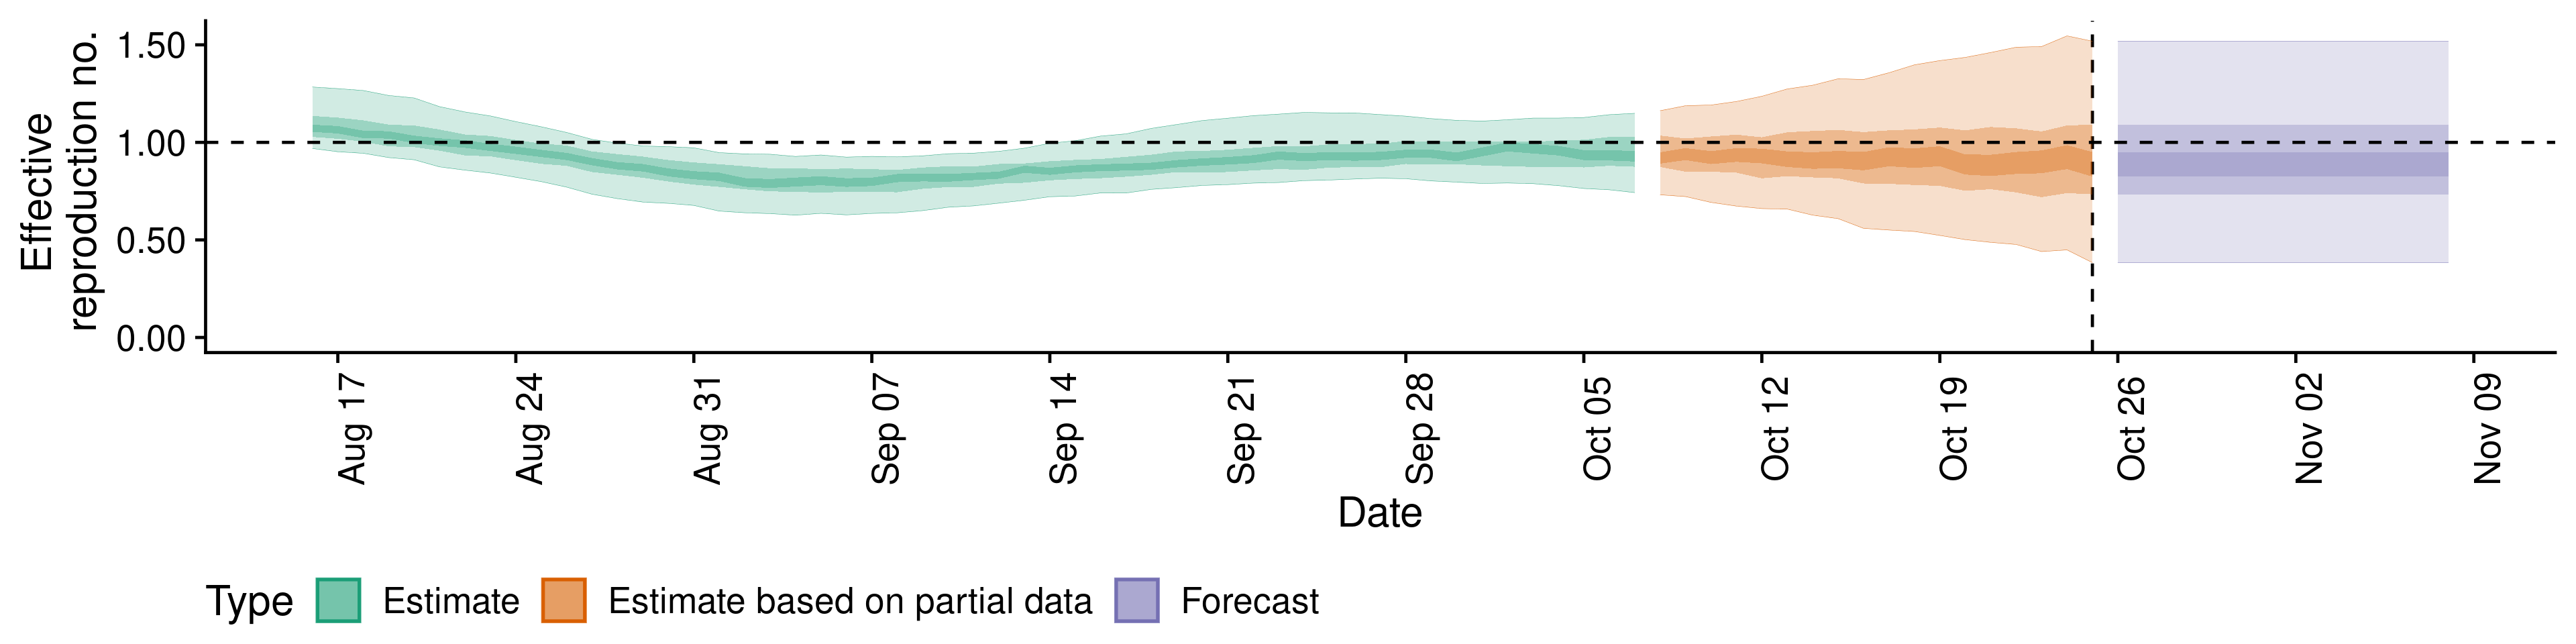 Effective
reproduction no.
1.50
1.00
0.50
0.00
Aug 17
Aug 24
Aug 31
Sep 07
Sep 14
Sep 21
Sep 28
Oct 05
Oct 12
Oct 19
Oct 26
Nov 02
Nov 09
Date
Type
Estimate
Estimate based on partial data
Forecast